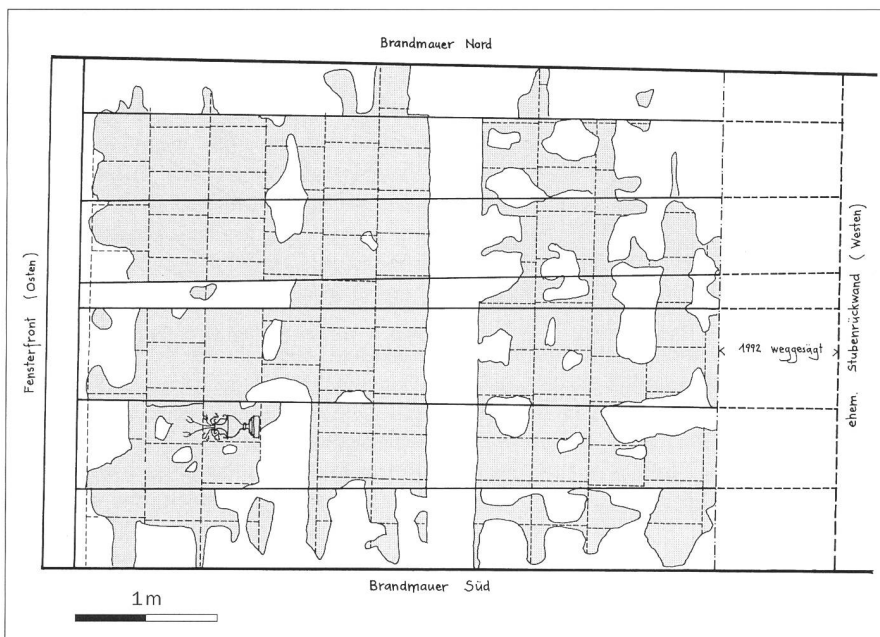 Brandmauer Nord
Fensterfront (Osten)
1992 weggesägt
ehem. Stubenrückwand (Westen)
Brandmauer Süd
1m